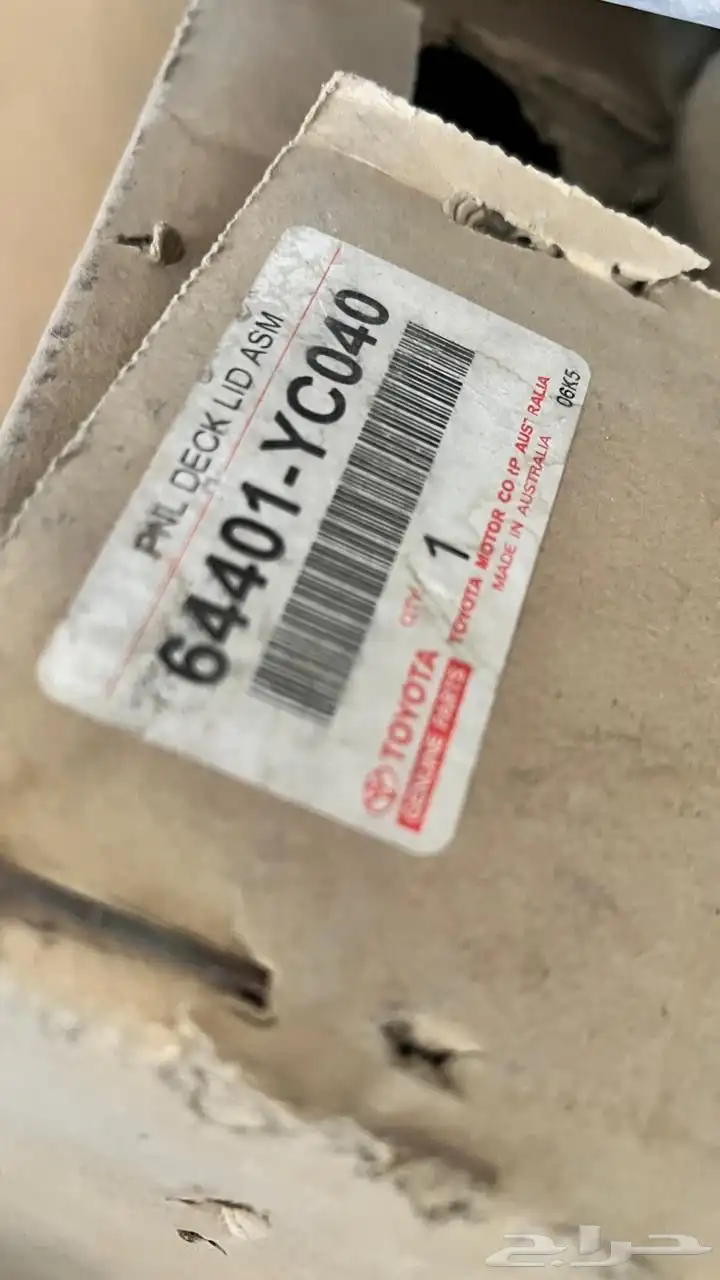 PNL DECK LID ASM
64401-YC040
QTY 1
TOYOTA
GENUINE PARTS
TOYOTA MOTOR CO P AUSTRALIA
MADE IN AUSTRALIA
06K5
حراج